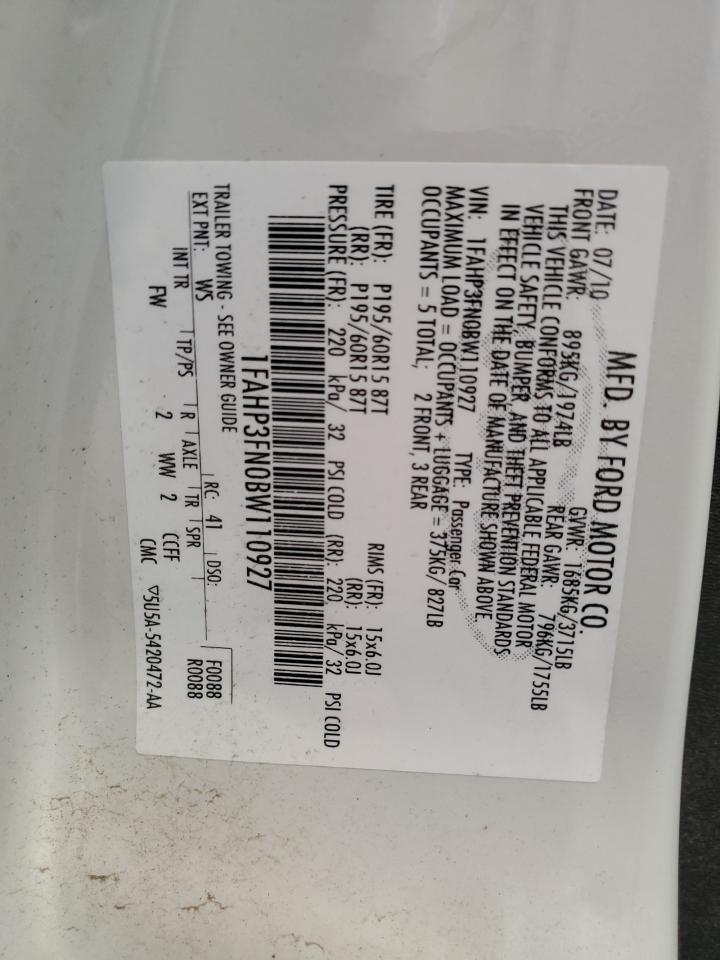 MFD. BY FORD MOTOR CO.
DATE: 07/10 GVWR: 1685KG/3715LB
FRONT GAWR: 895KG/1974LB REAR GAWR: 796KG/1755LB
THIS VEHICLE CONFORMS TO ALL APPLICABLE FEDERAL MOTOR
VEHICLE SAFETY, BUMPER, AND THEFT PREVENTION STANDARDS
IN EFFECT ON THE DATE OF MANUFACTURE SHOWN ABOVE.
VIN: 1FAHP3FN0BW110927 TYPE: Passenger Car
MAXIMUM LOAD = OCCUPANTS + LUGGAGE = 375KG/827LB
OCCUPANTS = 5 TOTAL; 2 FRONT, 3 REAR
TIRE (FR): P195/60R15 87T RIMS (FR): 15x6.0J
(RR): P195/60R15 87T (RR): 15x6.0J
PRESSURE (FR): 220 kPa/ 32 PSI COLD (RR): 220 kPa/ 32 PSI COLD
1FAHP3FN0BW110927
TRAILER TOWING - SEE OWNER GUIDE
EXT PNT: WS RC: 41 DSO: F0088
R0088
INT TR TP/PS R AXLE TR SPR
FW 2 WW 2 CCFF
CMC ▽5U5A-5420472-AA